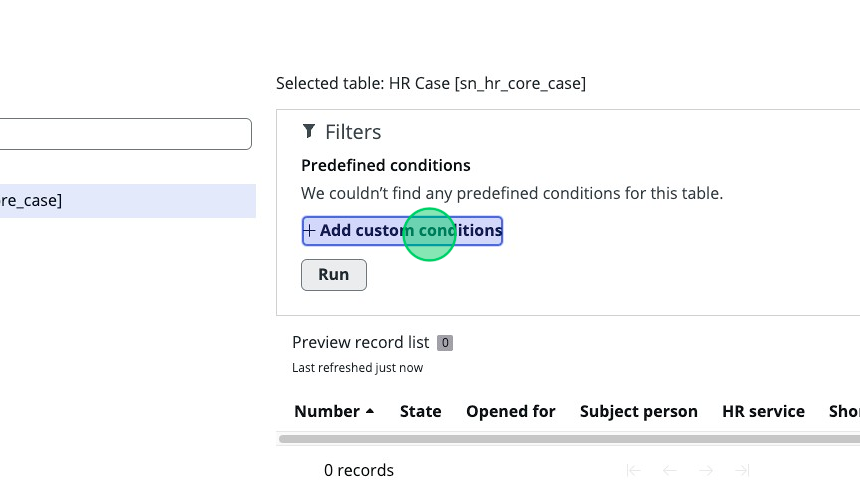 Selected table: HR Case [sn_hr_core_case]
Filters
Predefined conditions
re_case]
We couldn’t find any predefined conditions for this table.
+ Add custom conditions
Run
Preview record list 0
Last refreshed just now
Number State Opened for Subject person HR service Sho
0 records